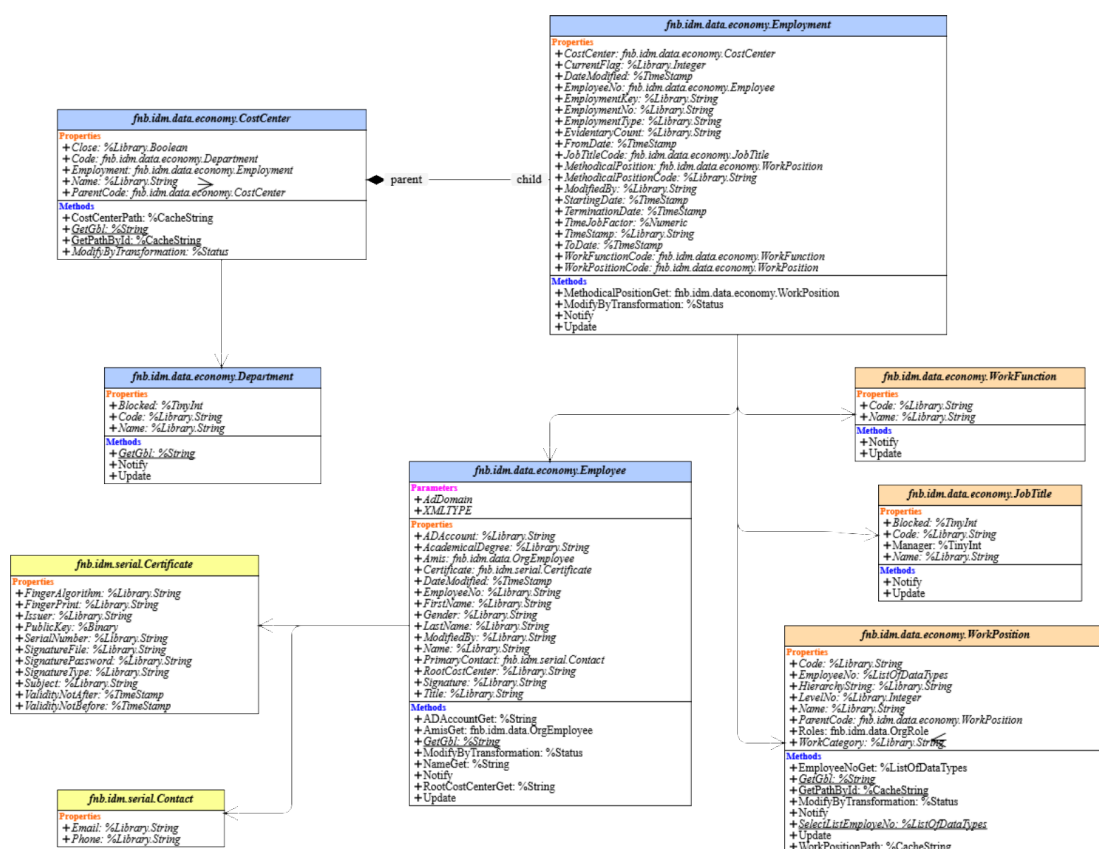 fnb.idm.data.economy.Employment
Properties
+CostCenter: fnb.idm.data.economy.CostCenter
+CurrentFlag: %Library.Integer
+DateModified: %TimeStamp
+EmployeeNo: fnb.idm.data.economy.Employee
+EmploymentKey: %Library.String
+EmploymentNo: %Library.String
+EmploymentType: %Library.String
+EvidentaryCount: %Library.String
+FromDate: %TimeStamp
+JobTitleCode: fnb.idm.data.economy.JobTitle
+MethodicalPosition: fnb.idm.data.economy.WorkPosition
+MethodicalPositionCode: %Library.String
+ModifiedBy: %Library.String
+StartingDate: %TimeStamp
+TerminationDate: %TimeStamp
+TimeJobFactor: %Numeric
+TimeStamp: %Library.String
+ToDate: %TimeStamp
+WorkFunctionCode: fnb.idm.data.economy.WorkFunction
+WorkPositionCode: fnb.idm.data.economy.WorkPosition
Methods
+MethodicalPositionGet: fnb.idm.data.economy.WorkPosition
+ModifyByTransformation: %Status
+Notify
+Update
fnb.idm.data.economy.CostCenter
Properties
+Close: %Library.Boolean
+Code: fnb.idm.data.economy.Department
+Employment: fnb.idm.data.economy.Employment
+Name: %Library.String
+ParentCode: fnb.idm.data.economy.CostCenter
Methods
+CostCenterPath: %CacheString
+GetGbl: %String
+GetPathById: %CacheString
+ModifyByTransformation: %Status
parent
child
fnb.idm.data.economy.Department
Properties
+Blocked: %TinyInt
+Code: %Library.String
+Name: %Library.String
Methods
+GetGbl: %String
+Notify
+Update
fnb.idm.data.economy.WorkFunction
Properties
+Code: %Library.String
+Name: %Library.String
Methods
+Notify
+Update
fnb.idm.data.economy.Employee
Parameters
+AdDomain
+XMLTYPE
Properties
+ADAccount: %Library.String
+AcademicalDegree: %Library.String
+Amis: fnb.idm.data.OrgEmployee
+Certificate: fnb.idm.serial.Certificate
+DateModified: %TimeStamp
+EmployeeNo: %Library.String
+FirstName: %Library.String
+Gender: %Library.String
+LastName: %Library.String
+ModifiedBy: %Library.String
+Name: %Library.String
+PrimaryContact: fnb.idm.serial.Contact
+RootCostCenter: %Library.String
+Signature: %Library.String
+Title: %Library.String
Methods
+ADAccountGet: %String
+AmisGet: fnb.idm.data.OrgEmployee
+GetGbl: %String
+ModifyByTransformation: %Status
+NameGet: %String
+Notify
+RootCostCenterGet: %String
+Update
fnb.idm.data.economy.JobTitle
Properties
+Blocked: %TinyInt
+Code: %Library.String
+Manager: %TinyInt
+Name: %Library.String
Methods
+Notify
+Update
fnb.idm.serial.Certificate
Properties
+FingerAlgorithm: %Library.String
+FingerPrint: %Library.String
+Issuer: %Library.String
+PublicKey: %Binary
+SerialNumber: %Library.String
+SignatureFile: %Library.String
+SignaturePassword: %Library.String
+SignatureType: %Library.String
+Subject: %Library.String
+ValidityNotAfter: %TimeStamp
+ValidityNotBefore: %TimeStamp
fnb.idm.data.economy.WorkPosition
Properties
+Code: %Library.String
+EmployeeNo: %ListOfDataTypes
+HierarchyString: %Library.String
+LevelNo: %Library.Integer
+Name: %Library.String
+ParentCode: fnb.idm.data.economy.WorkPosition
+Roles: fnb.idm.data.OrgRole
+WorkCategory: %Library.String
Methods
+EmployeeNoGet: %ListOfDataTypes
+GetGbl: %String
+GetPathById: %CacheString
+ModifyByTransformation: %Status
+Notify
+SelectListEmployeNo: %ListOfDataTypes
+Update
+WorkPositionPath: %CacheString
fnb.idm.serial.Contact
Properties
+Email: %Library.String
+Phone: %Library.String